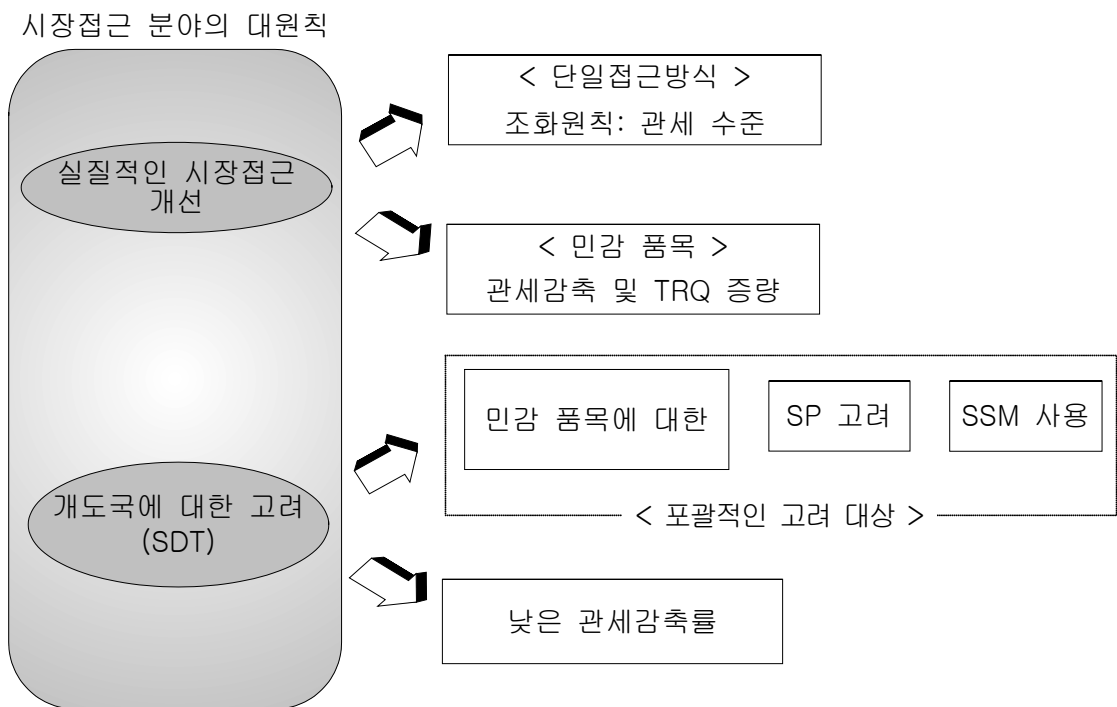 시장접근 분야의 대원칙
< 단일접근방식 >
조화원칙: 관세 수준
실질적인 시장접근
개선
< 민감 품목 >
관세감축 및 TRQ 증량
민감 품목에 대한
SP 고려
SSM 사용
< 포괄적인 고려 대상 >
개도국에 대한 고려
(SDT)
낮은 관세감축률